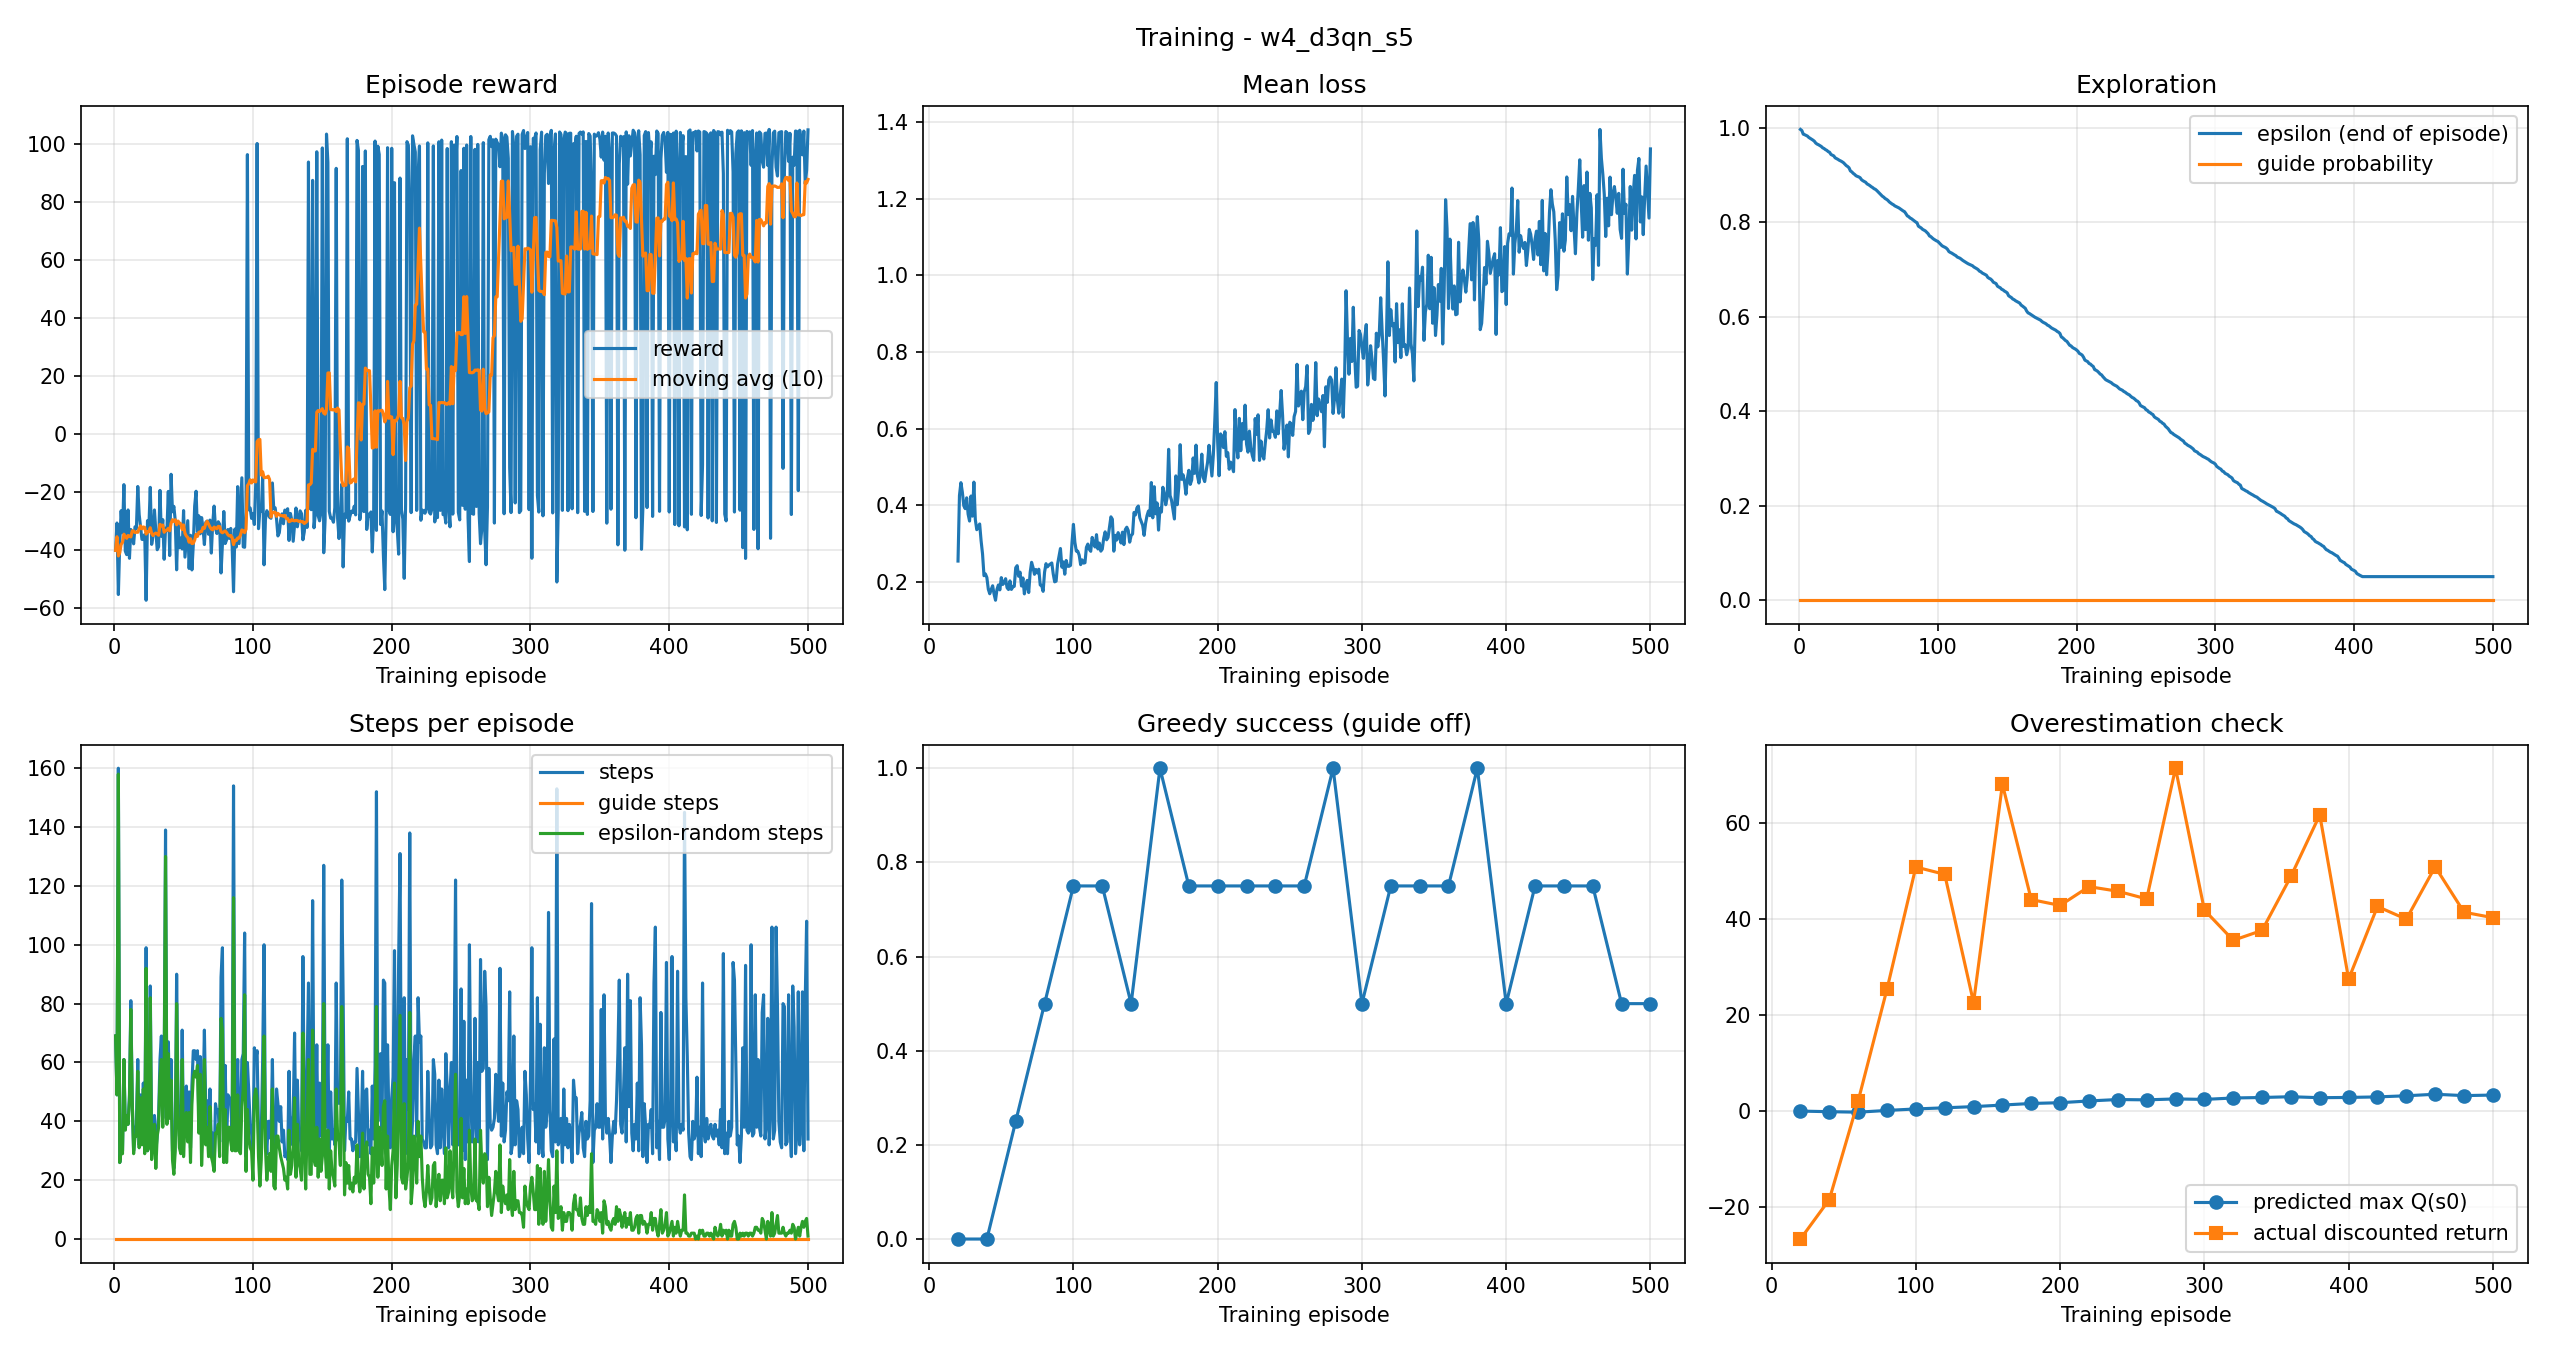 Training - w4_d3qn_s5
Episode reward
100
80
60
40
20
0
−20
−40
−60
reward
moving avg (10)
0 100 200 300 400 500
Training episode
Mean loss
1.4
1.2
1.0
0.8
0.6
0.4
0.2
0 100 200 300 400 500
Training episode
Exploration
1.0
0.8
0.6
0.4
0.2
0.0
epsilon (end of episode)
guide probability
0 100 200 300 400 500
Training episode
Steps per episode
160
140
120
100
80
60
40
20
0
steps
guide steps
epsilon-random steps
0 100 200 300 400 500
Training episode
Greedy success (guide off)
1.0
0.8
0.6
0.4
0.2
0.0
0 100 200 300 400 500
Training episode
Overestimation check
60
40
20
0
−20
predicted max Q(s0)
actual discounted return
0 100 200 300 400 500
Training episode